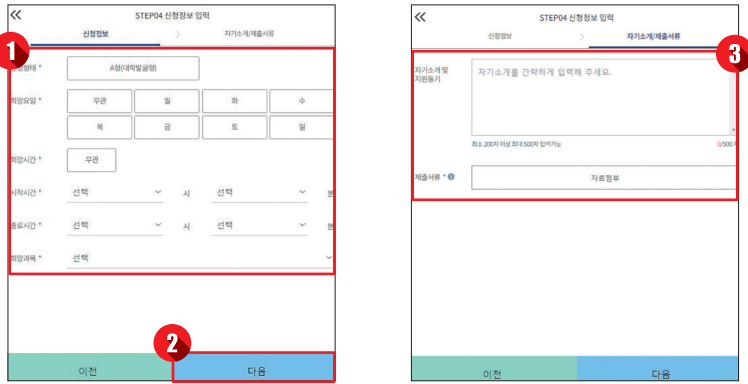 STEP04 신청정보 입력
신청정보
자기소개/제출서류
1
A형(대학발굴형)
희망요일 *
무관
월
화
수
목
금
토
일
희망시간 *
무관
시작시간 *
선택
시
선택
분
종료시간 *
선택
시
선택
분
희망과목 *
선택
2
이전
다음
STEP04 신청정보 입력
신청정보
자기소개/제출서류
3
자기소개 및
지원동기
자기소개를 간략하게 입력해 주세요.
최소 200자 이상 최대 500자 입력가능
0/500
제출서류 *
자료첨부
이전
다음